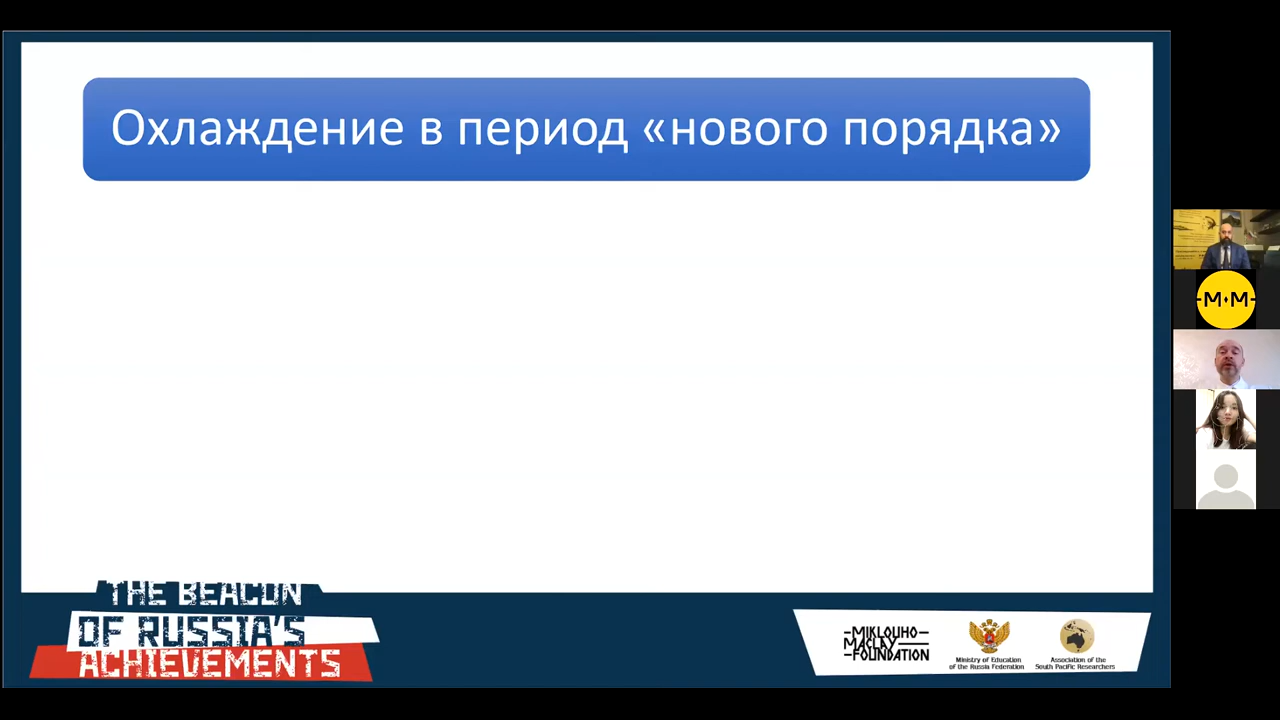 Охлаждение в период «нового порядка»
-M♦M-
THE BEACON
OF RUSSIA'S
ACHIEVEMENTS
-MIKLOUHO-
MACLAY
-FOUNDATION
Ministry of Education
of the Russia Federation
Association of the
South Pacific Researchers